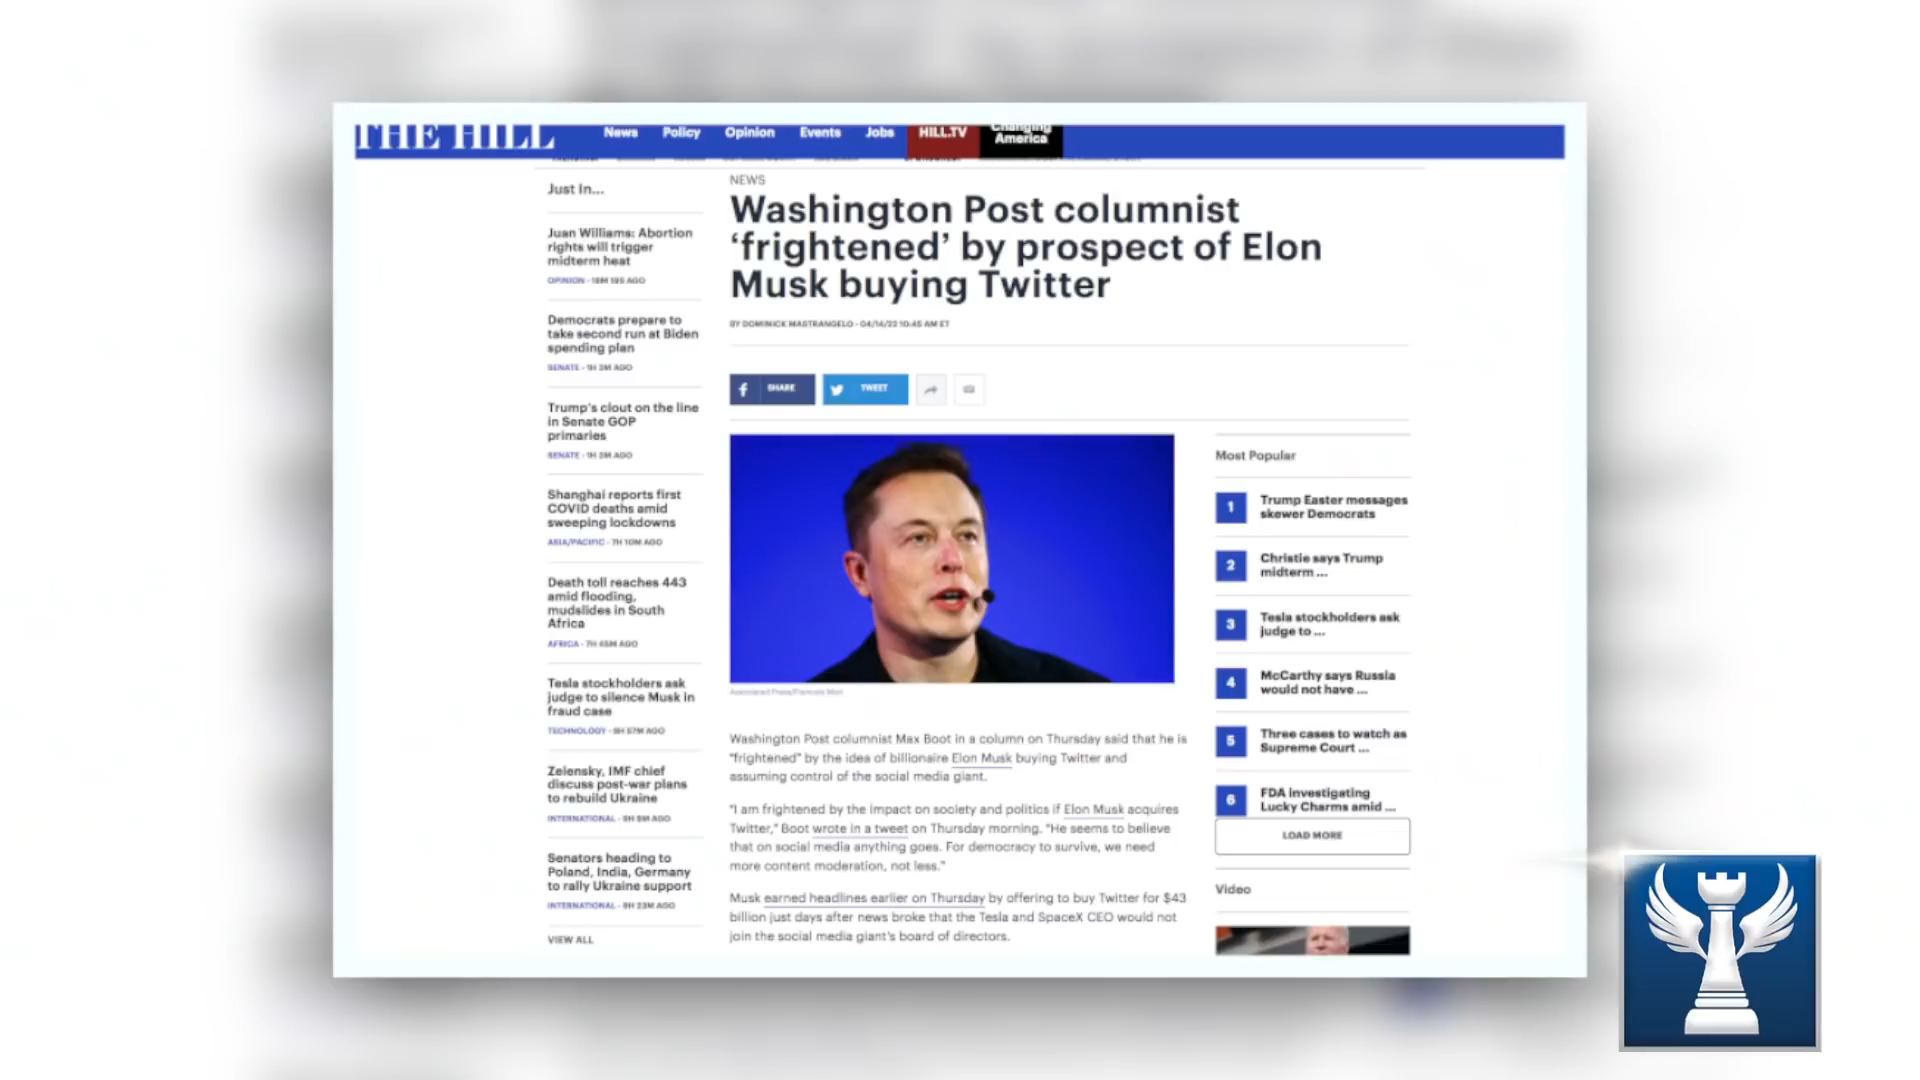 THE HILL
News Policy Opinion Events Jobs HILL.TV Changing America
Just In...
Juan Williams: Abortion
rights will trigger
midterm heat
OPINION - 18M 19S AGO
Democrats prepare to
take second run at Biden
spending plan
SENATE - 1H 2M AGO
Trump's clout on the line
in Senate GOP
primaries
SENATE - 1H 2M AGO
Shanghai reports first
COVID deaths amid
sweeping lockdowns
ASIA/PACIFIC - 7H 10M AGO
Death toll reaches 443
amid flooding,
mudslides in South
Africa
AFRICA - 7H 45M AGO
Tesla stockholders ask
judge to silence Musk in
fraud case
TECHNOLOGY - 8H 57M AGO
Zelensky, IMF chief
discuss post-war plans
to rebuild Ukraine
INTERNATIONAL - 9H 9M AGO
Senators heading to
Poland, India, Germany
to rally Ukraine support
INTERNATIONAL - 9H 23M AGO
VIEW ALL
NEWS
Washington Post columnist
‘frightened’ by prospect of Elon
Musk buying Twitter
BY DOMINICK MASTRANGELO - 04/14/22 10:45 AM ET
SHARE
TWEET
Associated Press/Francois Mori
Washington Post columnist Max Boot in a column on Thursday said that he is
“frightened” by the idea of billionaire Elon Musk buying Twitter and
assuming control of the social media giant.
“I am frightened by the impact on society and politics if Elon Musk acquires
Twitter,” Boot wrote in a tweet on Thursday morning. “He seems to believe
that on social media anything goes. For democracy to survive, we need
more content moderation, not less.”
Musk earned headlines earlier on Thursday by offering to buy Twitter for $43
billion just days after news broke that the Tesla and SpaceX CEO would not
join the social media giant's board of directors.
Most Popular
1 Trump Easter messages
skewer Democrats
2 Christie says Trump
midterm ...
3 Tesla stockholders ask
judge to ...
4 McCarthy says Russia
would not have ...
5 Three cases to watch as
Supreme Court ...
6 FDA investigating
Lucky Charms amid ...
LOAD MORE
Video